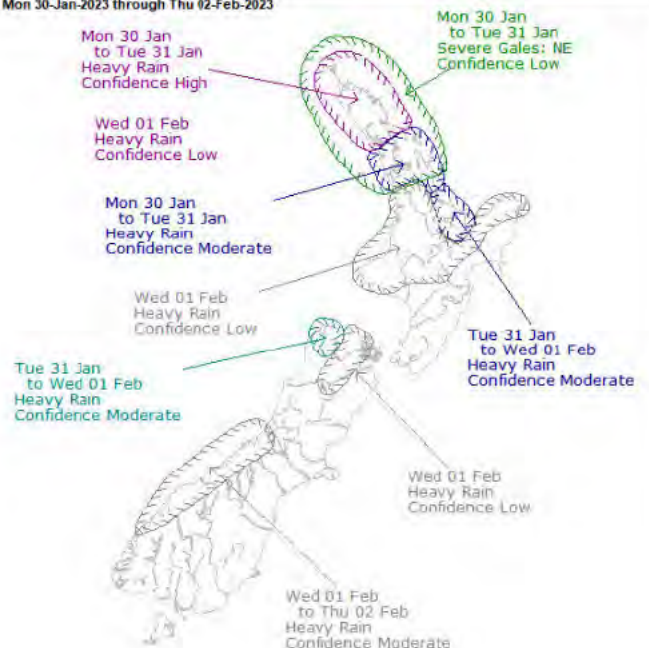 Mon 30-Jan-2023 through Thu 02-Feb-2023
Mon 30 Jan
to Tue 31 Jan
Heavy Rain
Confidence High
Wed 01 Feb
Heavy Rain
Confidence Low
Mon 30 Jan
to Tue 31 Jan
Severe Gales: NE
Confidence Low
Mon 30 Jan
to Tue 31 Jan
Heavy Rain
Confidence Moderate
Wed 01 Feb
Heavy Rain
Confidence Low
Tue 31 Jan
to Wed 01 Feb
Heavy Rain
Confidence Moderate
Tue 31 Jan
to Wed 01 Feb
Heavy Rain
Confidence Moderate
Wed 01 Feb
Heavy Rain
Confidence Low
Wed 01 Feb
to Thu 02 Feb
Heavy Rain
Confidence Moderate